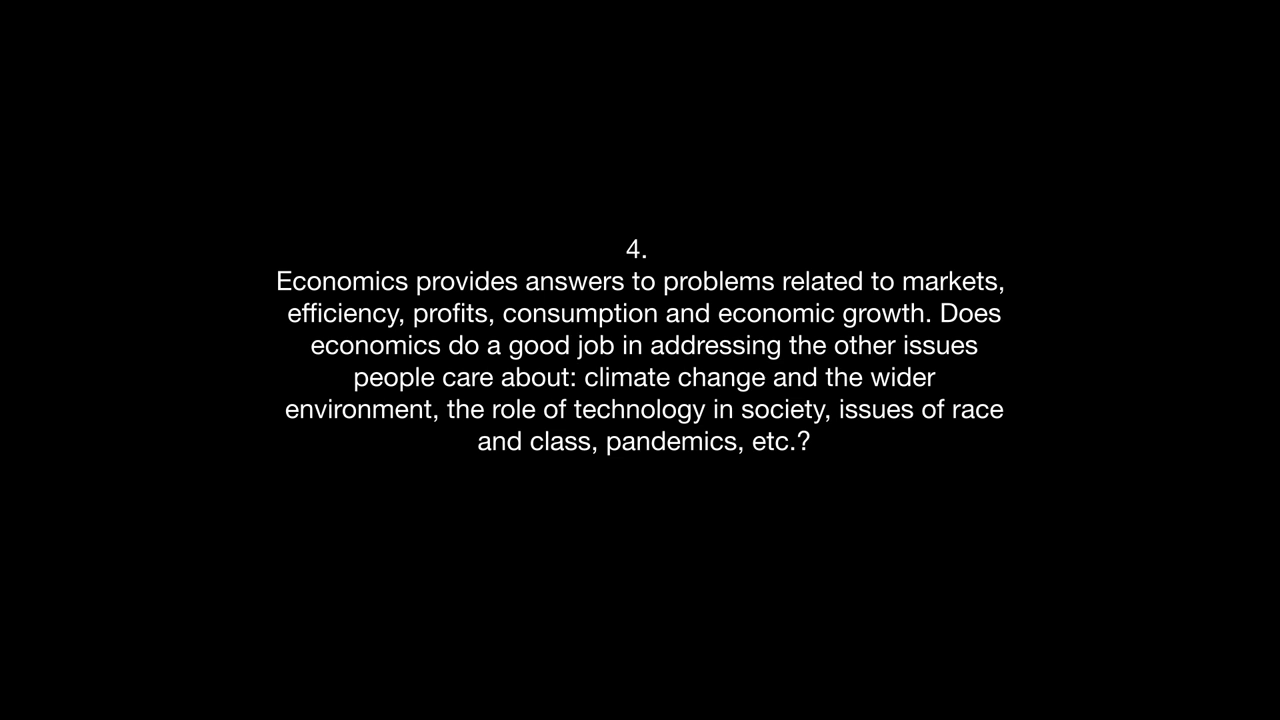 4.
Economics provides answers to problems related to markets,
efficiency, profits, consumption and economic growth. Does
economics do a good job in addressing the other issues
people care about: climate change and the wider
environment, the role of technology in society, issues of race
and class, pandemics, etc.?